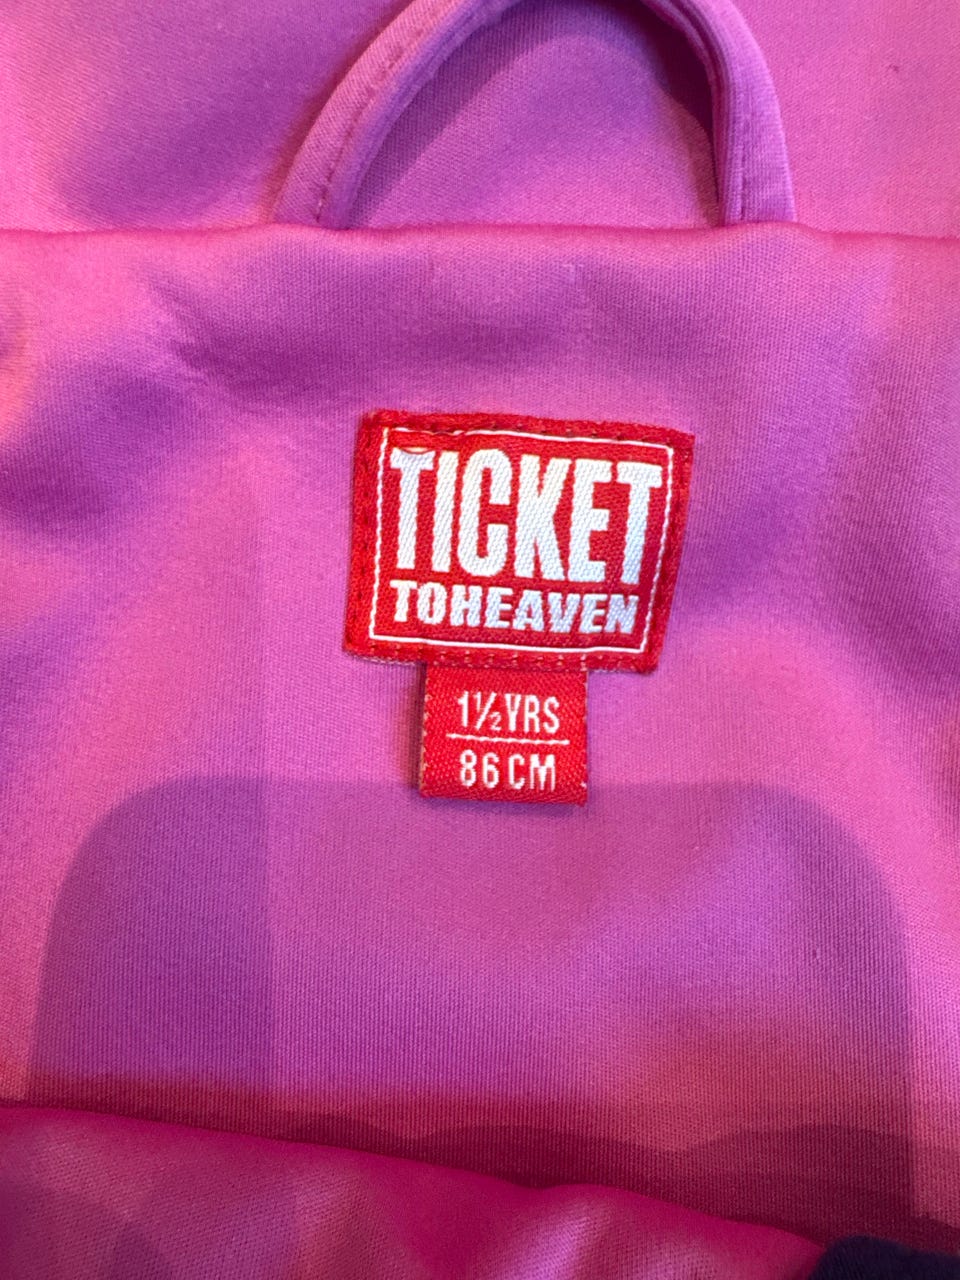 TICKET
TOHEAVEN
1½YRS
86CM